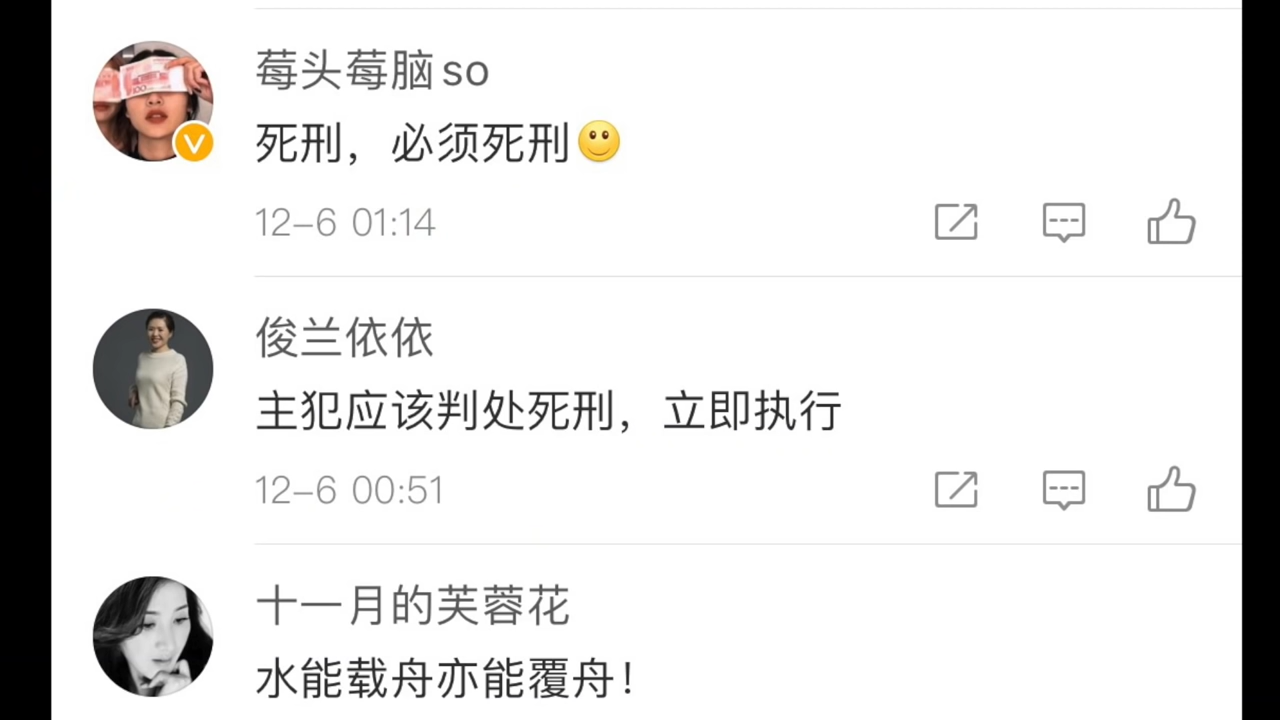 莓头莓脑so
死刑，必须死刑
12-6 01:14
俊兰依依
主犯应该判处死刑，立即执行
12-6 00:51
十一月的芙蓉花
水能载舟亦能覆舟！